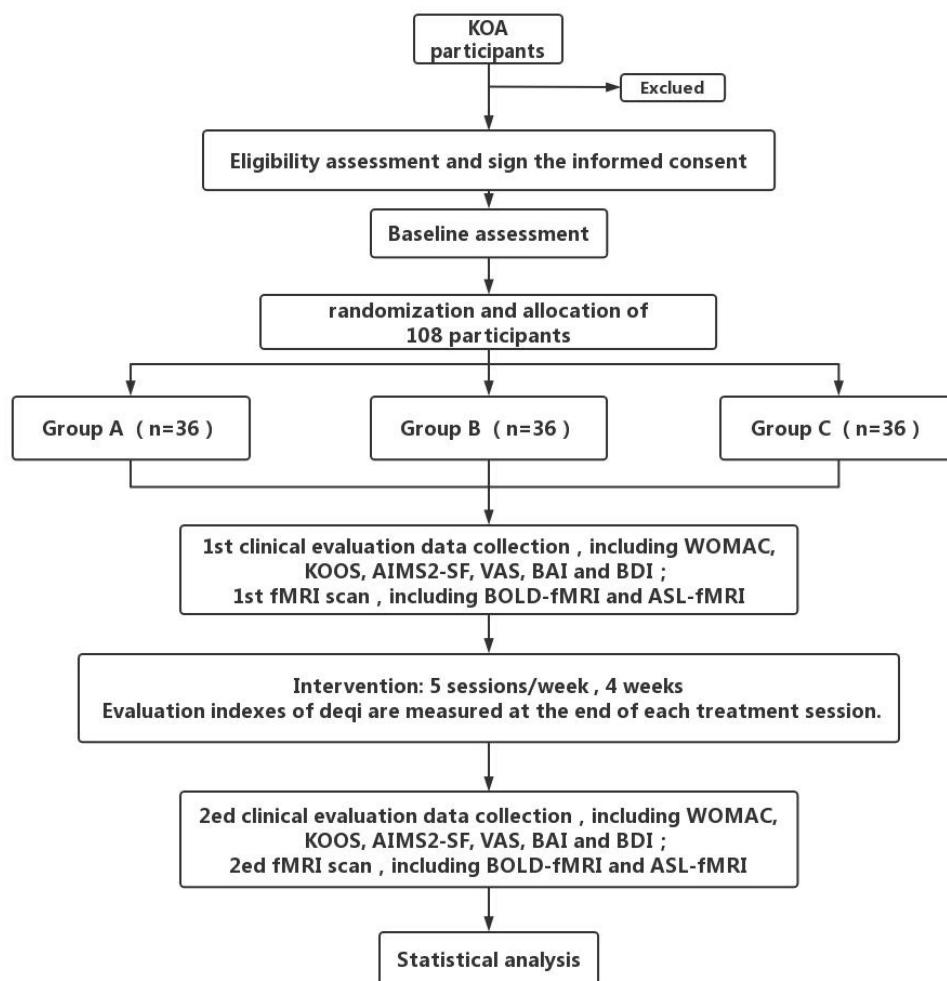 KOA
participants
Exclued
Eligibility assessment and sign the informed consent
Baseline assessment
randomization and allocation of
108 participants
Group A（n=36）
Group B（n=36）
Group C（n=36）
1st clinical evaluation data collection , including WOMAC,
KOOS, AIMS2-SF, VAS, BAI and BDI ;
1st fMRI scan , including BOLD-fMRI and ASL-fMRI
Intervention: 5 sessions/week , 4 weeks
Evaluation indexes of deqi are measured at the end of each treatment session.
2ed clinical evaluation data collection , including WOMAC,
KOOS, AIMS2-SF, VAS, BAI and BDI ;
2ed fMRI scan , including BOLD-fMRI and ASL-fMRI
Statistical analysis